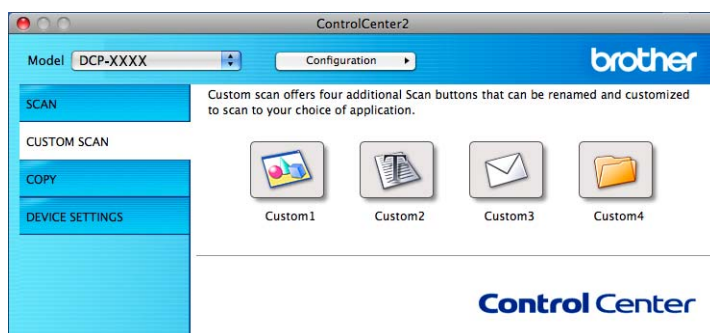 ControlCenter2
Model DCP-XXXX Configuration brother
SCAN
CUSTOM SCAN
COPY
DEVICE SETTINGS
Custom scan offers four additional Scan buttons that can be renamed and customized
to scan to your choice of application.
T
Custom1 Custom2 Custom3 Custom4
Control Center